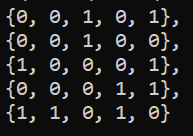 {0, 0, 1, 0, 1},
{0, 0, 1, 0, 0},
{1, 0, 0, 0, 1},
{0, 0, 0, 1, 1},
{1, 1, 0, 1, 0}